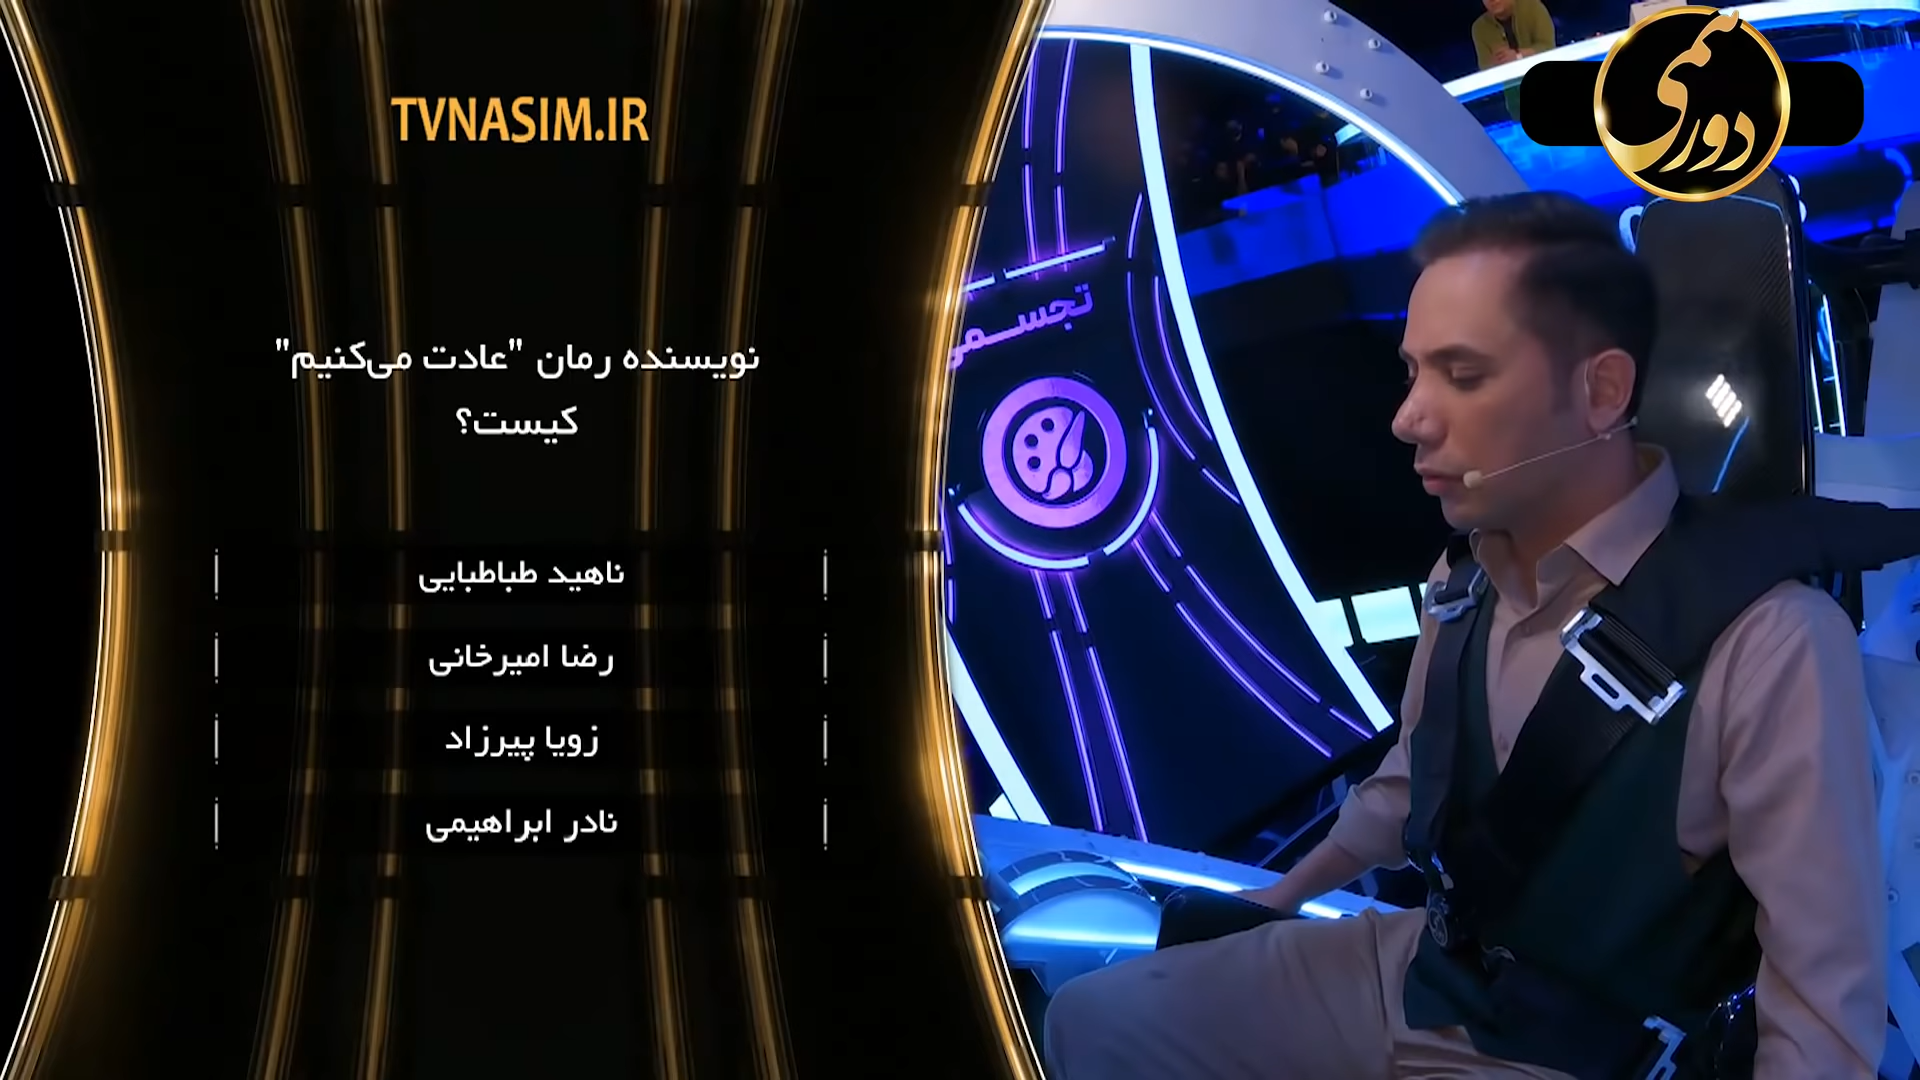 TVNASIM.IR
نویسنده رمان "عادت می‌کنیم"
کیست؟
ناهید طباطبایی
رضا امیرخانی
زویا پیرزاد
نادر ابراهیمی
تجسمی
دورهمی